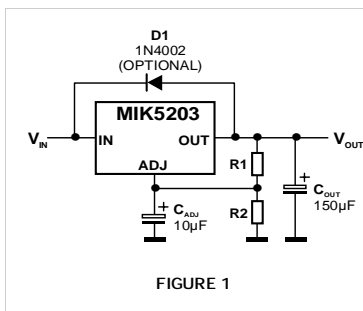 D1
1N4002
(OPTIONAL)
MIK5203
VIN
IN
OUT
VOUT
ADJ
R1
+
CADJ
10µF
R2
+
COUT
150µF
FIGURE 1